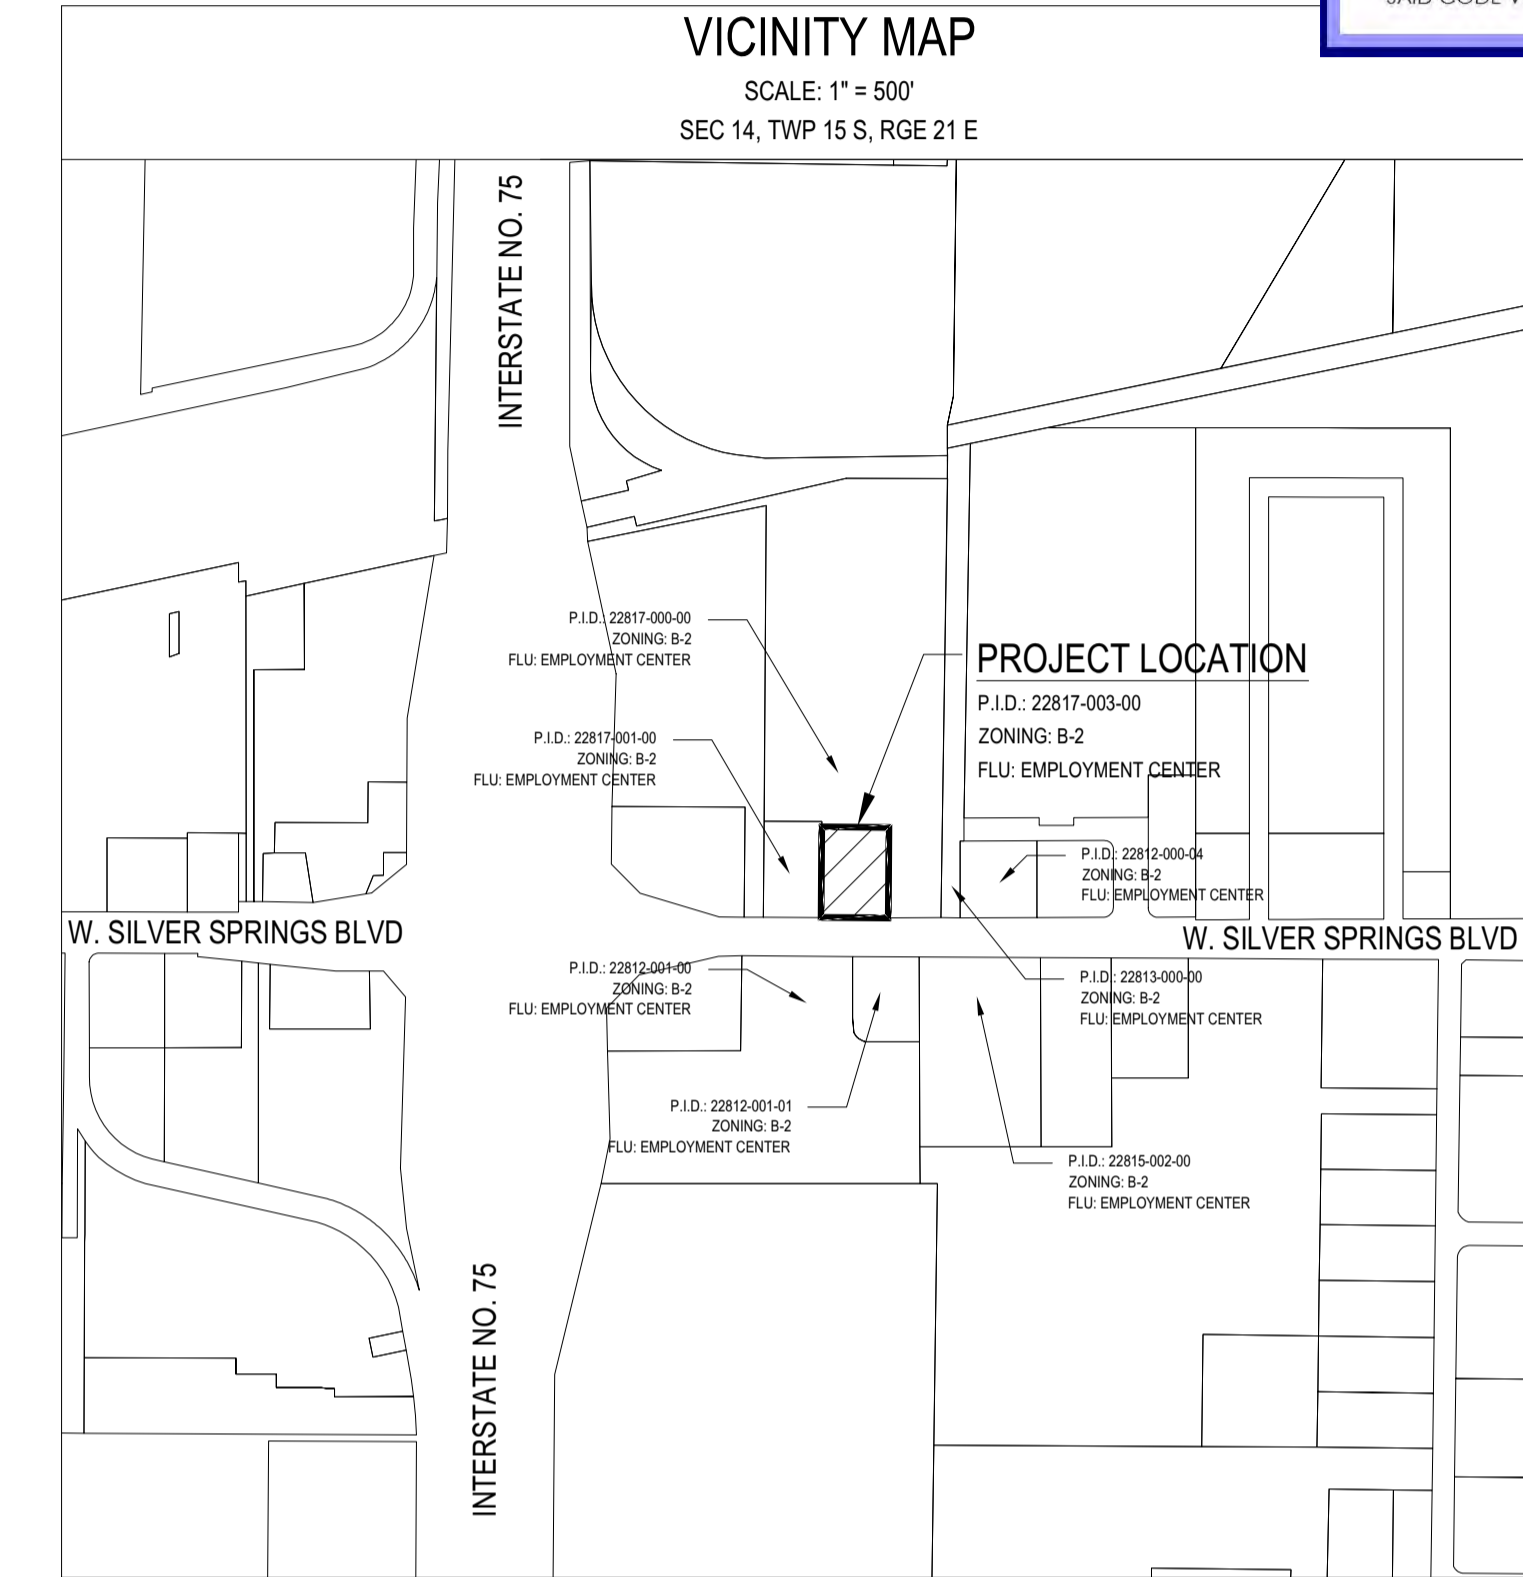 VICINITY MAP
SCALE: 1" = 500'
SEC 14, TWP 15 S, RGE 21 E
INTERSTATE NO. 75
P.I.D.: 22817-000-00
ZONING: B-2
FLU: EMPLOYMENT CENTER
PROJECT LOCATION
P.I.D.: 22817-003-00
ZONING: B-2
FLU: EMPLOYMENT CENTER
P.I.D.: 22817-001-00
ZONING: B-2
FLU: EMPLOYMENT CENTER
P.I.D.: 22812-000-04
ZONING: B-2
FLU: EMPLOYMENT CENTER
W. SILVER SPRINGS BLVD
W. SILVER SPRINGS BLVD
P.I.D.: 22812-001-00
ZONING: B-2
FLU: EMPLOYMENT CENTER
P.I.D.: 22813-000-00
ZONING: B-2
FLU: EMPLOYMENT CENTER
P.I.D.: 22812-001-01
ZONING: B-2
FLU: EMPLOYMENT CENTER
P.I.D.: 22815-002-00
ZONING: B-2
FLU: EMPLOYMENT CENTER
INTERSTATE NO. 75